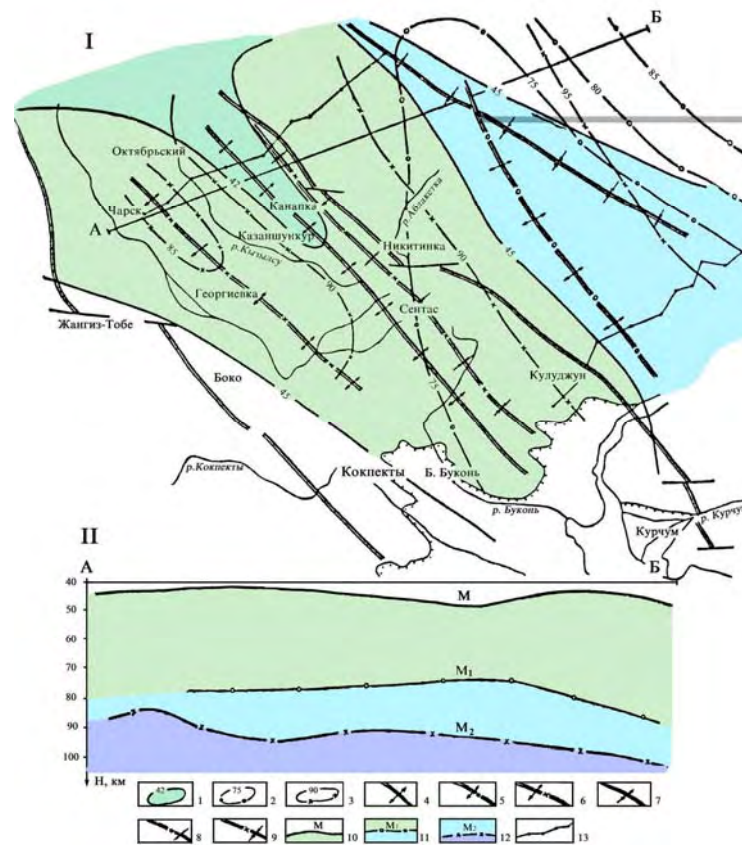 I
Б
45
75
95
80
85
Октябрьский
42
Чарск
А
Канапка
р.Аблакетка
Казаншункур
р.Кызылсу
Никитинка
85
90
90
45
Георгиевка
Сентас
Жангиз-Тобе
Кулуджун
Боко
45
75
р.Кокпекты
Кокпекты
Б. Буконь
р. Буконь
р. Курчум
Курчум
II
А
Б
40
М
50
60
70
М1
80
М2
90
100
Н, км
42 1 75 2 90 3 4 5 6 7
8 9 М 10 М1 11 М2 12 13